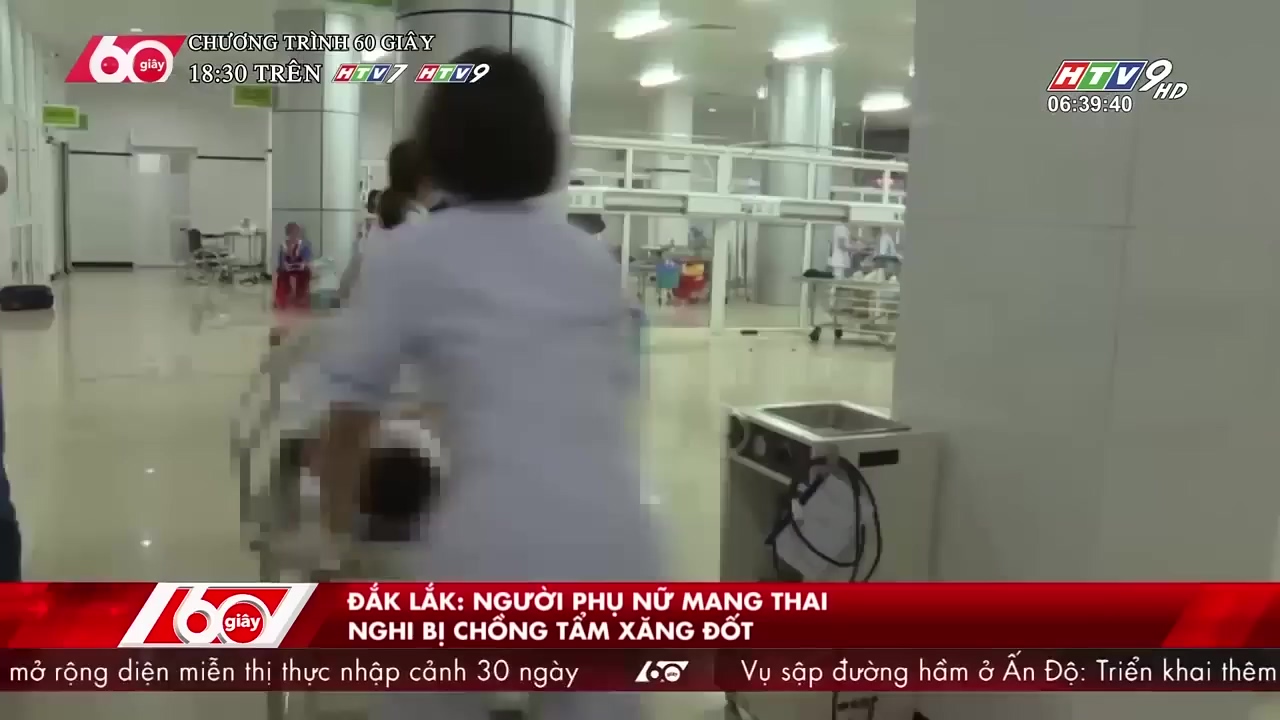 60 giây
CHƯƠNG TRÌNH 60 GIÂY
18:30 TRÊN HTV7 HTV9
HTV9 HD
06:39:40
60 giây
ĐẮK LẮK: NGƯỜI PHỤ NỮ MANG THAI
NGHI BỊ CHỒNG TẨM XĂNG ĐỐT
mở rộng diện miễn thị thực nhập cảnh 30 ngày 60 giây Vụ sập đường hầm ở Ấn Độ: Triển khai thêm